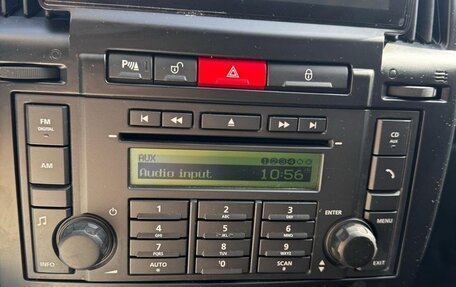 FM
DIGITAL
AM
CD
AUX
AUX
Audio input 10:56
1
2
ABC
3
DEF
4
GHI
5
JKL
6
MNO
7
PQRS
8
TUV
9
WXYZ
AUTO
0
SCAN
ENTER
MENU
INFO
EXIT